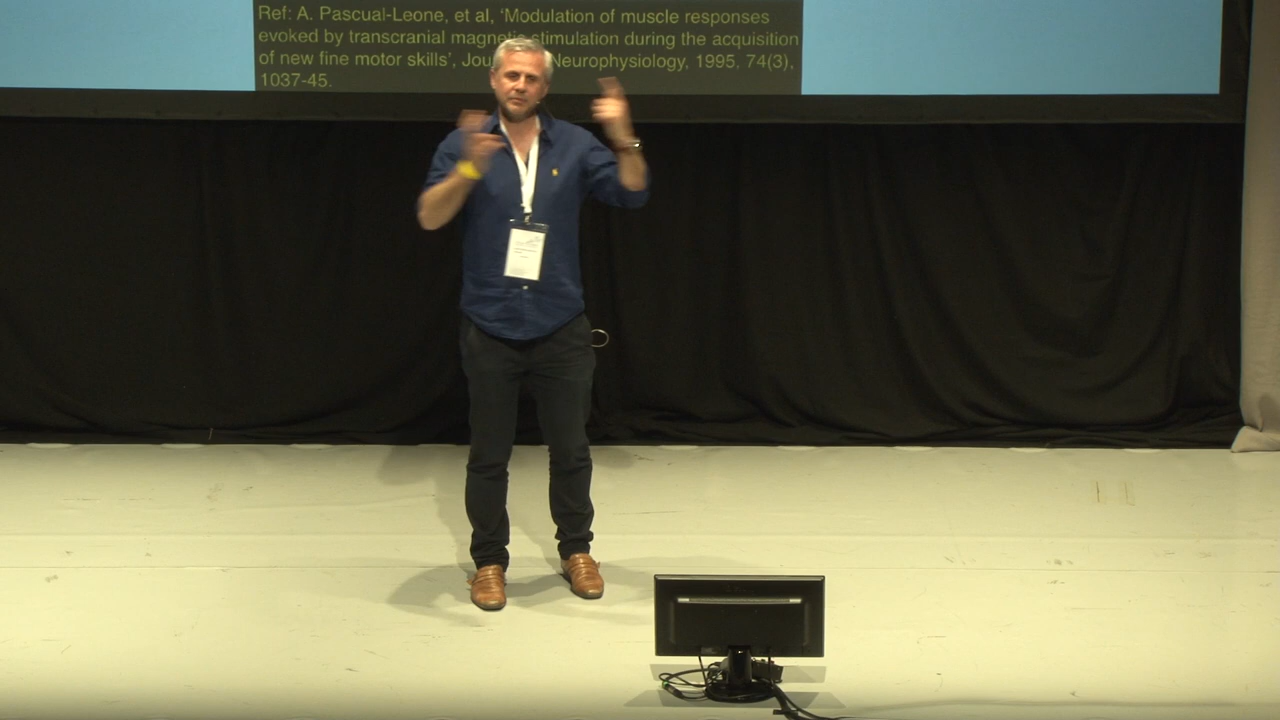 Ref: A. Pascual-Leone, et al, 'Modulation of muscle responses
evoked by transcranial magnetic stimulation during the acquisition
of new fine motor skills', Neurophysiology, 1995, 74(3),
1037-45.